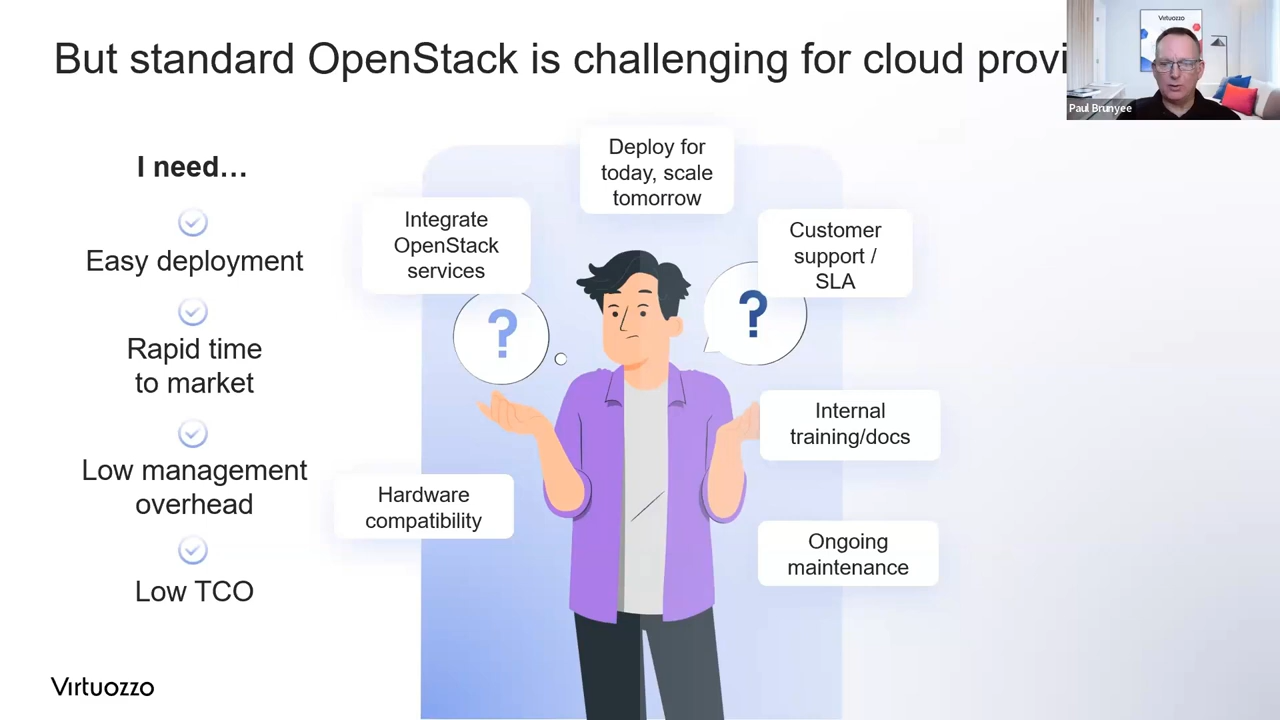 But standard OpenStack is challenging for cloud provi
Virtuozzo
Paul Brunyee
I need...
Easy deployment
Rapid time
to market
Low management
overhead
Low TCO
Deploy for
today, scale
tomorrow
Integrate
OpenStack
services
Customer
support /
SLA
?
?
Internal
training/docs
Hardware
compatibility
Ongoing
maintenance
Virtuozzo